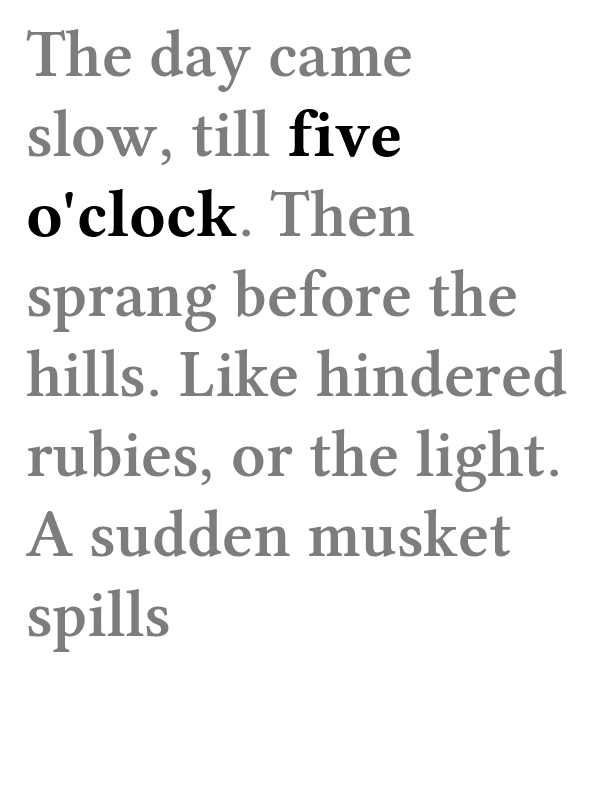 The day came
slow, till five
o'clock. Then
sprang before the
hills. Like hindered
rubies, or the light.
A sudden musket
spills